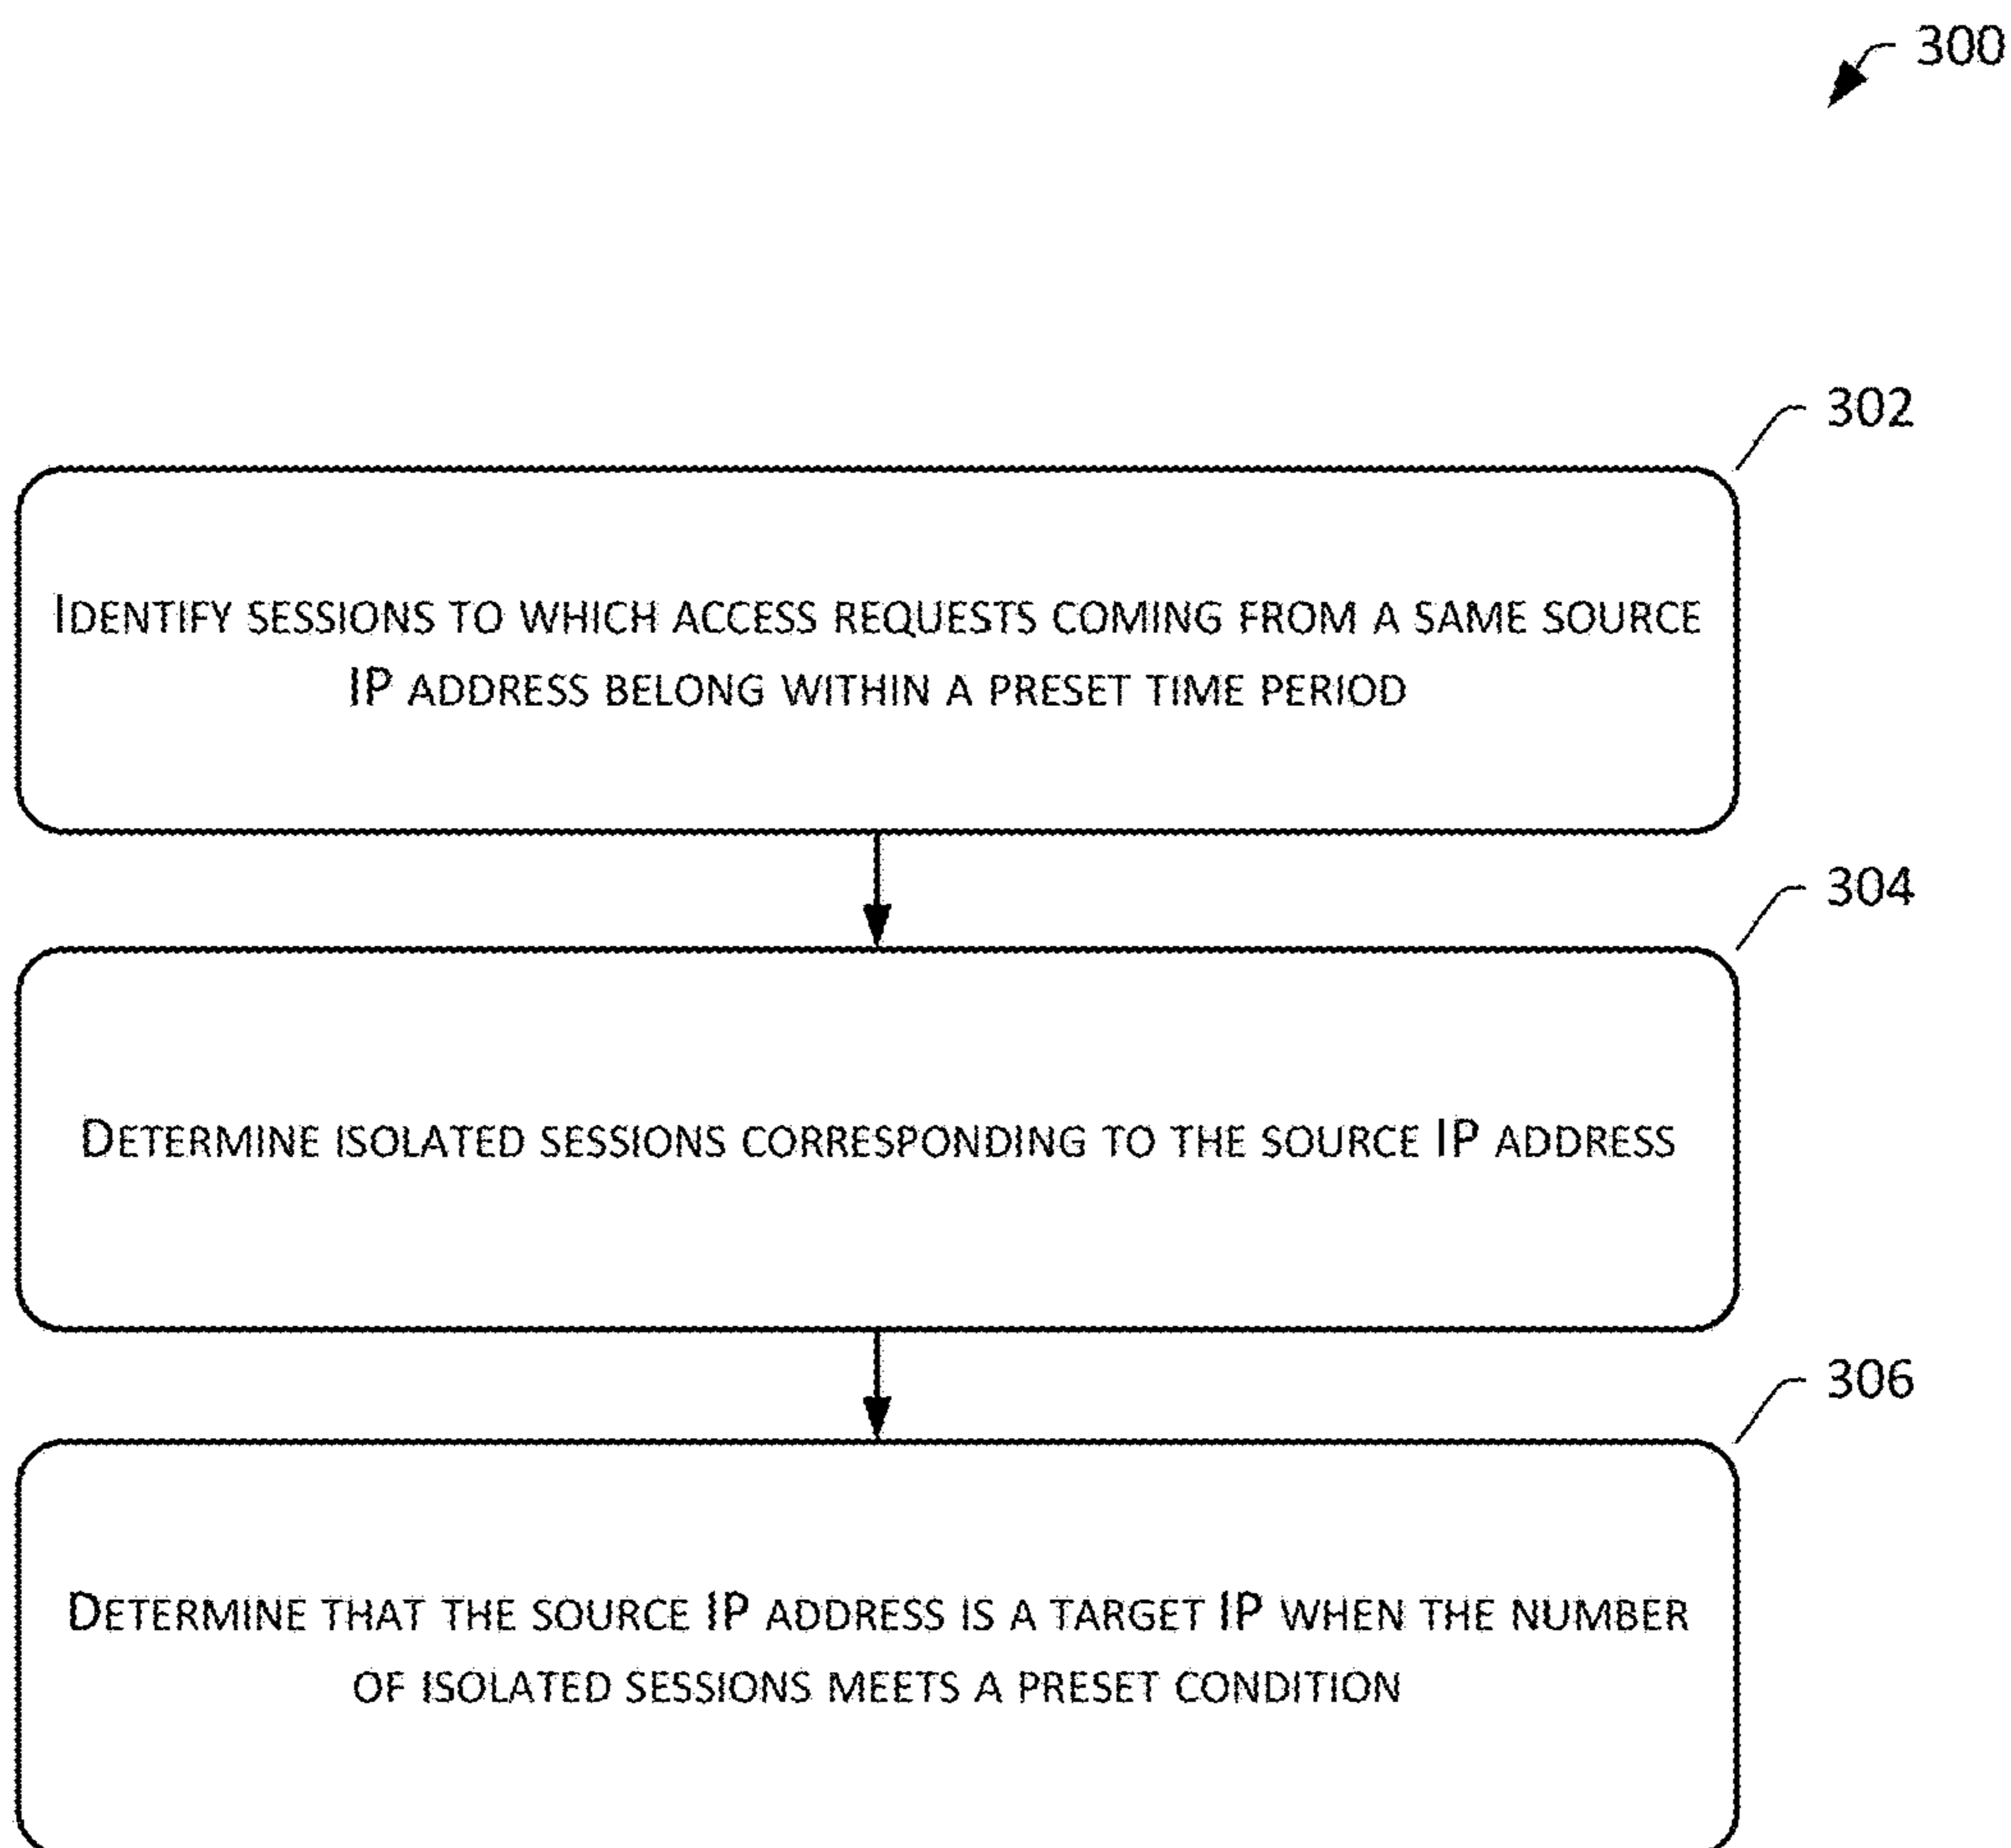 300
302
IDENTIFY SESSIONS TO WHICH ACCESS REQUESTS COMING FROM A SAME SOURCE
IP ADDRESS BELONG WITHIN A PRESET TIME PERIOD
304
DETERMINE ISOLATED SESSIONS CORRESPONDING TO THE SOURCE IP ADDRESS
306
DETERMINE THAT THE SOURCE IP ADDRESS IS A TARGET IP WHEN THE NUMBER
OF ISOLATED SESSIONS MEETS A PRESET CONDITION